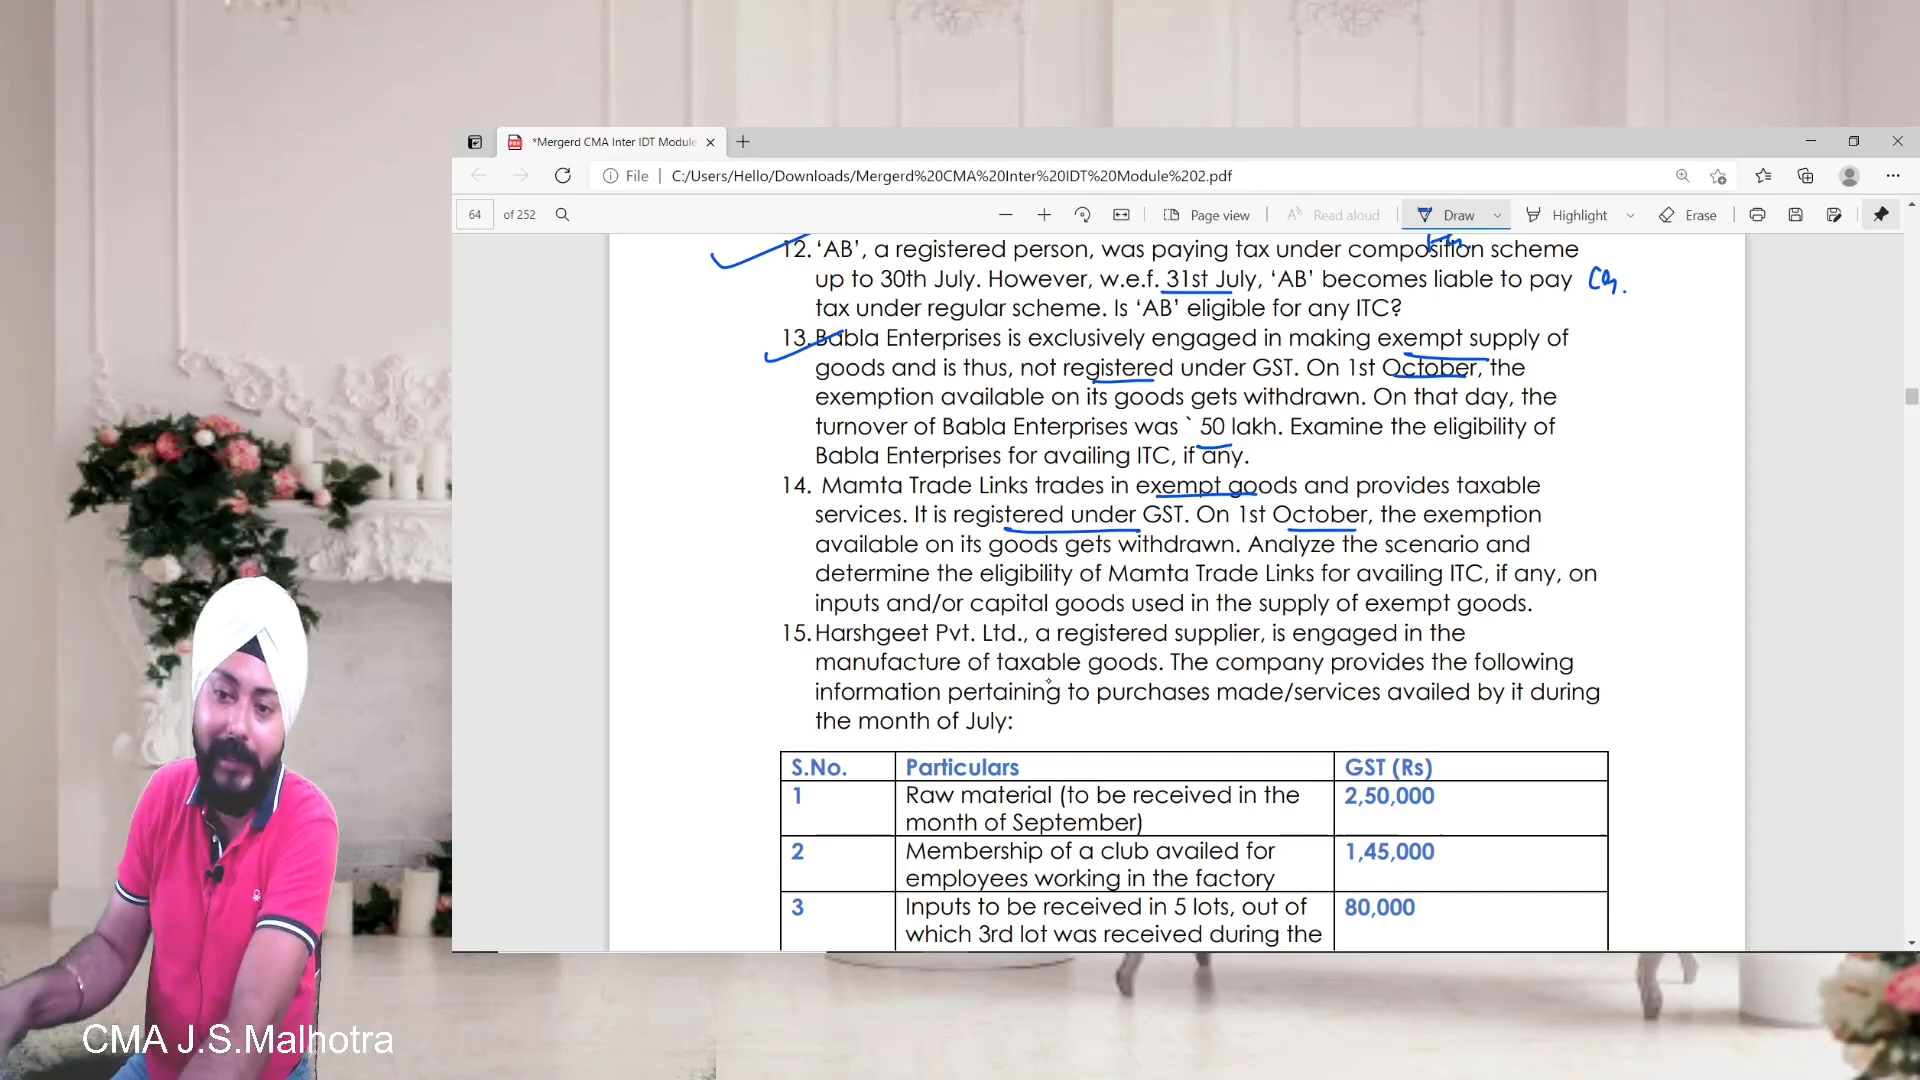 *Mergerd CMA Inter IDT Module
File | C:/Users/Hello/Downloads/Mergerd%20CMA%20Inter%20IDT%20Module%202.pdf
64 of 252 Page view Read aloud Draw Highlight Erase
12. ‘AB’, a registered person, was paying tax under composition scheme
up to 30th July. However, w.e.f. 31st July, ‘AB’ becomes liable to pay
tax under regular scheme. Is ‘AB’ eligible for any ITC?
13. Babla Enterprises is exclusively engaged in making exempt supply of
goods and is thus, not registered under GST. On 1st October, the
exemption available on its goods gets withdrawn. On that day, the
turnover of Babla Enterprises was ` 50 lakh. Examine the eligibility of
Babla Enterprises for availing ITC, if any.
14. Mamta Trade Links trades in exempt goods and provides taxable
services. It is registered under GST. On 1st October, the exemption
available on its goods gets withdrawn. Analyze the scenario and
determine the eligibility of Mamta Trade Links for availing ITC, if any, on
inputs and/or capital goods used in the supply of exempt goods.
15. Harshgeet Pvt. Ltd., a registered supplier, is engaged in the
manufacture of taxable goods. The company provides the following
information pertaining to purchases made/services availed by it during
the month of July:
S.No. Particulars GST (Rs)
1 Raw material (to be received in the 2,50,000
month of September)
2 Membership of a club availed for 1,45,000
employees working in the factory
3 Inputs to be received in 5 lots, out of 80,000
which 3rd lot was received during the
CMA J.S.Malhotra